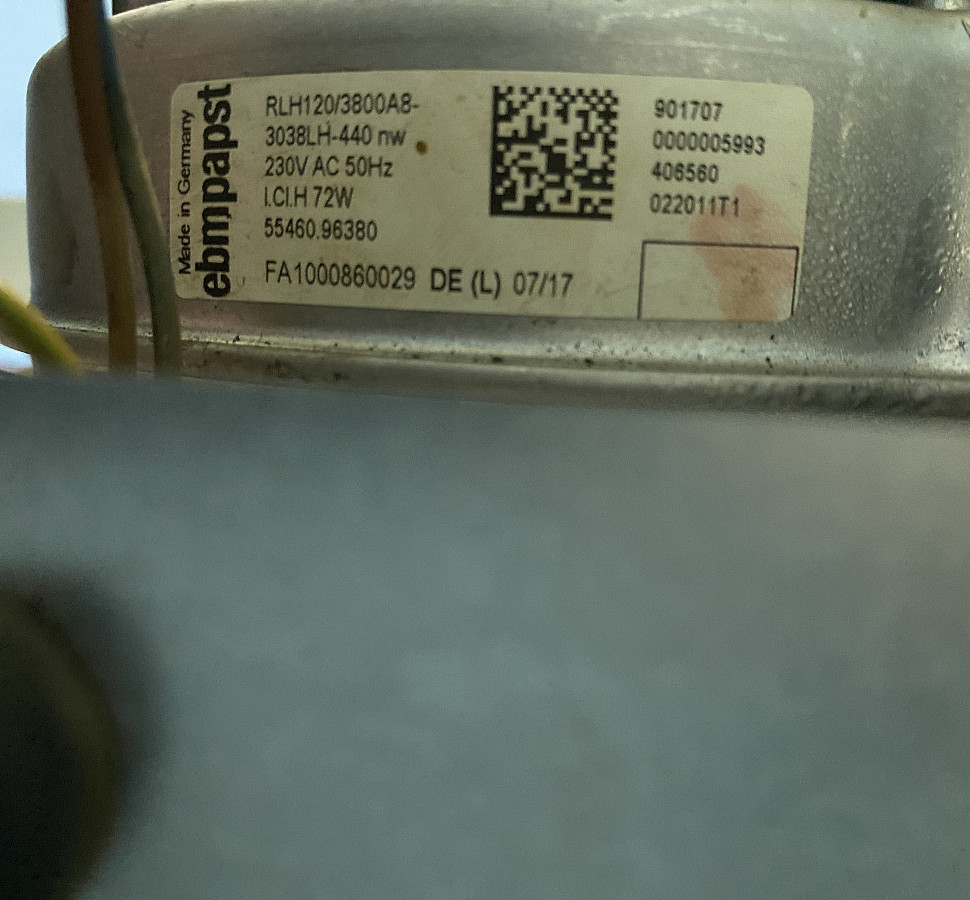 Made in Germany
ebmpapst
RLH120/3800A8-
3038LH-440 nw
230V AC 50Hz
I.Cl.H 72W
55460.96380
FA1000860029 DE (L) 07/17
901707
0000005993
406560
022011T1